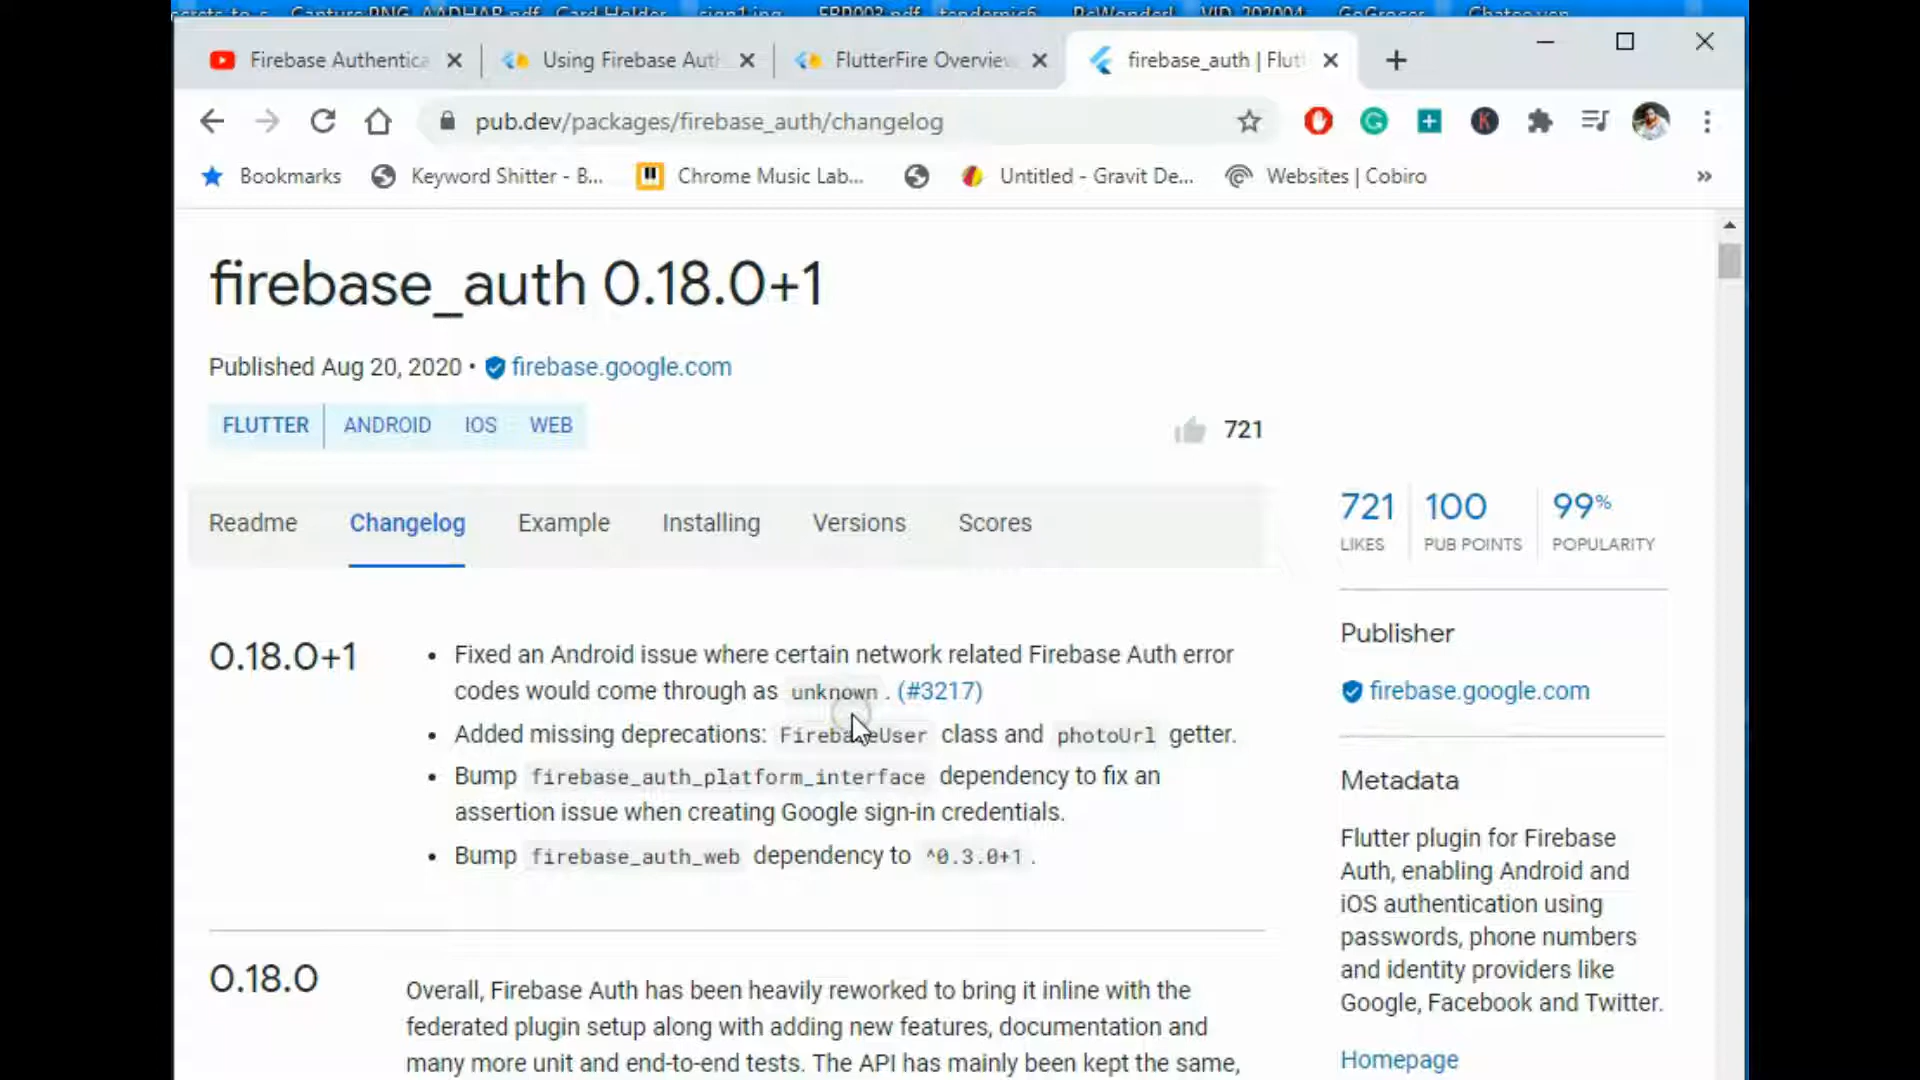 Capture.PNG AADHAR.pdf Card Holder sign1.jpg
Firebase Authentica
Using Firebase Aut
FlutterFire Overview
firebase_auth | Flut
pub.dev/packages/firebase_auth/changelog
Bookmarks
Keyword Shitter - B...
Chrome Music Lab...
Untitled - Gravit De...
Websites | Cobiro
»
firebase_auth 0.18.0+1
Published Aug 20, 2020 • firebase.google.com
FLUTTER ANDROID IOS WEB
721
Readme Changelog Example Installing Versions Scores
721 LIKES
100 PUB POINTS
99% POPULARITY
0.18.0+1
• Fixed an Android issue where certain network related Firebase Auth error
codes would come through as unknown . (#3217)
• Added missing deprecations: FirebaseUser class and photoUrl getter.
• Bump firebase_auth_platform_interface dependency to fix an
assertion issue when creating Google sign-in credentials.
• Bump firebase_auth_web dependency to ^0.3.0+1 .
0.18.0
Overall, Firebase Auth has been heavily reworked to bring it inline with the
federated plugin setup along with adding new features, documentation and
many more unit and end-to-end tests. The API has mainly been kept the same,
Publisher
firebase.google.com
Metadata
Flutter plugin for Firebase
Auth, enabling Android and
iOS authentication using
passwords, phone numbers
and identity providers like
Google, Facebook and Twitter.
Homepage